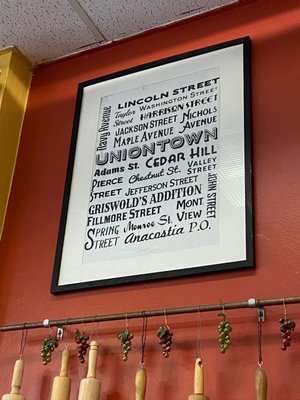 Navy Avenue
LINCOLN STREET
Taylor Street
WASHINGTON STREET
HARRISON STREET
JACKSON STREET
NICHOLS AVENUE
MAPLE AVENUE
UNIONTOWN
Adams St. CEDAR HILL
PIERCE STREET
Chestnut St.
VALLEY STREET
JEFFERSON STREET
GRISWOLD'S ADDITION
JOHN STREET
FILLMORE STREET
MONT. VIEW
SPRING STREET
Monroe St.
Anacostia P.O.